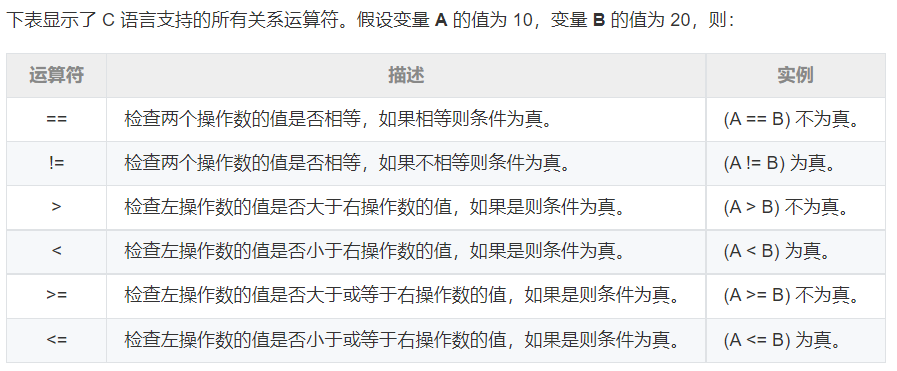 下表显示了 C 语言支持的所有关系运算符。假设变量 A 的值为 10，变量 B 的值为 20，则：
运算符 描述 实例
== 检查两个操作数的值是否相等，如果相等则条件为真。 (A == B) 不为真。
!= 检查两个操作数的值是否相等，如果不相等则条件为真。 (A != B) 为真。
> 检查左操作数的值是否大于右操作数的值，如果是则条件为真。 (A > B) 不为真。
< 检查左操作数的值是否小于右操作数的值，如果是则条件为真。 (A < B) 为真。
>= 检查左操作数的值是否大于或等于右操作数的值，如果是则条件为真。 (A >= B) 不为真。
<= 检查左操作数的值是否小于或等于右操作数的值，如果是则条件为真。 (A <= B) 为真。